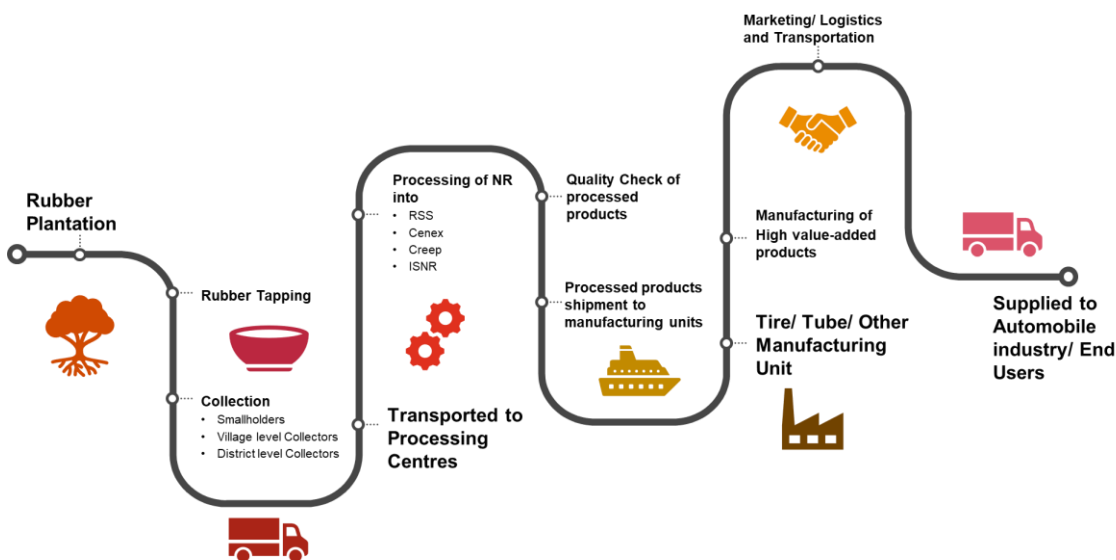 Rubber
Plantation
Rubber Tapping
Collection
• Smallholders
• Village level Collectors
• District level Collectors
Transported to
Processing
Centres
Processing of NR
into
• RSS
• Cenex
• Creep
• ISNR
Quality Check of
processed
products
Processed products
shipment to
manufacturing units
Tire/ Tube/ Other
Manufacturing
Unit
Manufacturing of
High value-added
products
Marketing/ Logistics
and Transportation
Supplied to
Automobile
industry/ End
Users